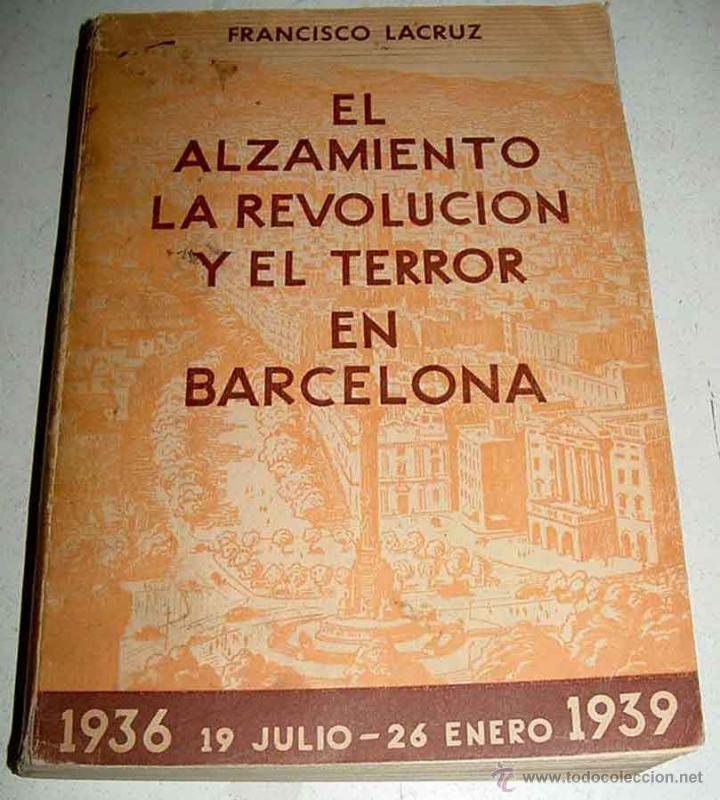 FRANCISCO LACRUZ
EL
ALZAMIENTO
LA REVOLUCION
Y EL TERROR
EN
BARCELONA
1936 19 JULIO - 26 ENERO 1939
www.todocoleccion.net